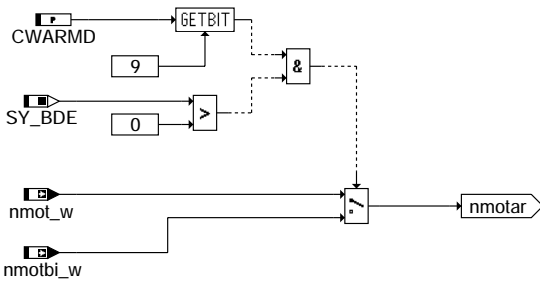 P
GETBIT
CWARMD
9
&
SY_BDE
>
0
nmot_w
nmotar
nmotbi_w